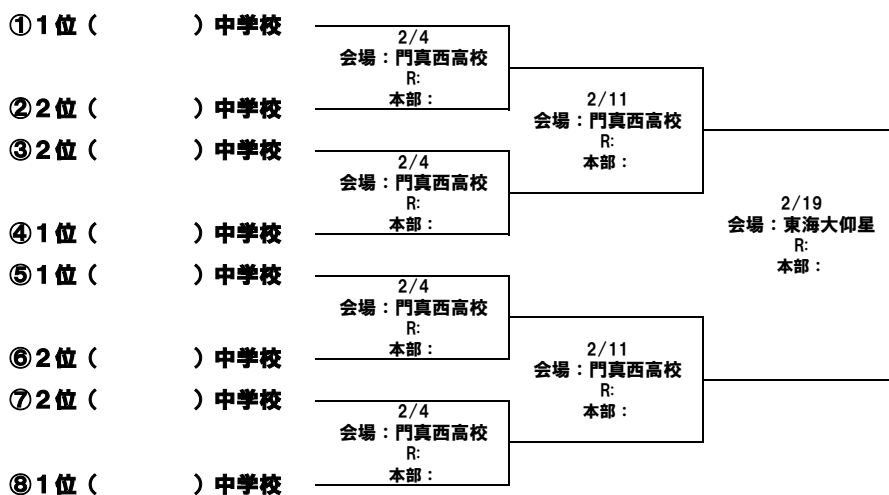 ①1位（　　　）中学校
2/4
会場：門真西高校
R:
本部：
②2位（　　　）中学校
2/11
会場：門真西高校
R:
本部：
③2位（　　　）中学校
2/4
会場：門真西高校
R:
本部：
④1位（　　　）中学校
2/19
会場：東海大仰星
R:
本部：
⑤1位（　　　）中学校
2/4
会場：門真西高校
R:
本部：
⑥2位（　　　）中学校
2/11
会場：門真西高校
R:
本部：
⑦2位（　　　）中学校
2/4
会場：門真西高校
R:
本部：
⑧1位（　　　）中学校